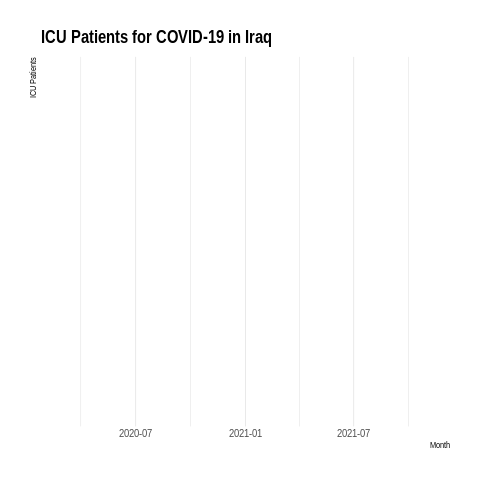 ICU Patients for COVID-19 in Iraq
ICU Patients
2020-07 2021-01 2021-07
Month